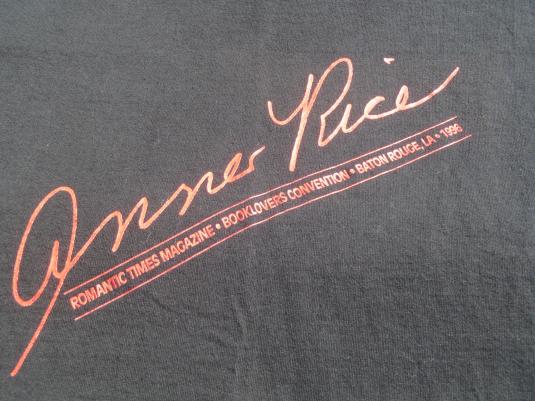 Anne Rice
ROMANTIC TIMES MAGAZINE • BOOKLOVERS CONVENTION • BATON ROUGE, LA • 1996